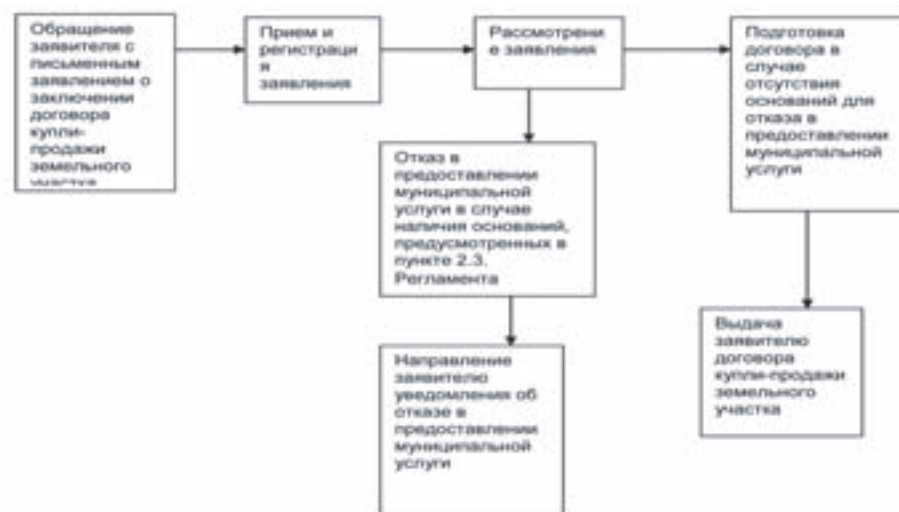 Обращение
заявителя с
письменным
заявлением о
заключении
договора
купли-
продажи
земельного
участка
Прием и
регистраци
я
заявления
Рассмотрени
е заявления
Подготовка
договора в
случае
отсутствия
оснований для
отказа в
предоставлении
муниципальной
услуги
Отказ в
предоставлении
муниципальной
услуги в случае
наличия оснований,
предусмотренных в
пункте 2.3.
Регламента
Выдача
заявителю
договора
купли-продажи
земельного
участка
Направление
заявителю
уведомления об
отказе в
предоставлении
муниципальной
услуги